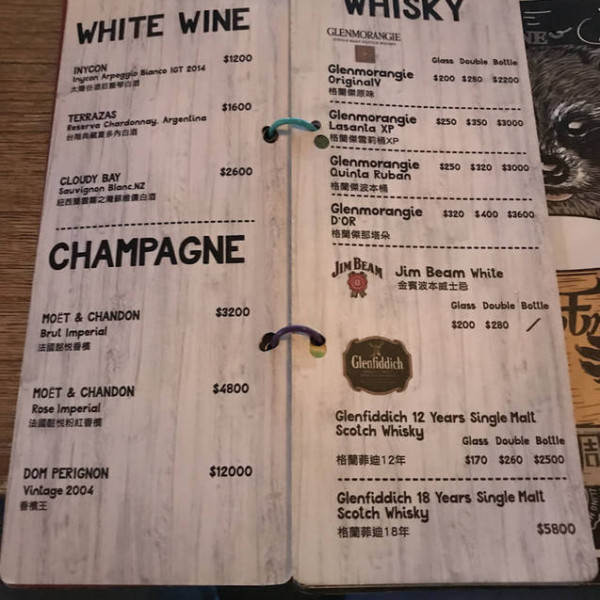 WHITE WINE
INYCON $1200
Inycon Arpeggio Bianco IGT 2014
TERRAZAS $1600
Reserva Chardonnay, Argentina
CLOUDY BAY $2600
Sauvignon Blanc.NZ
CHAMPAGNE
MOET & CHANDON $3200
Brut Imperial
法國酩悅香檳
MOET & CHANDON $4800
Rose Imperial
法國酩悅粉紅香檳
DOM PERIGNON $12000
Vintage 2004
香檳王
WHISKY
GLENMORANGIE
Glass Double Bottle
Glenmorangie $200 $280 $2200
OriginalV
格蘭傑原味
Glenmorangie $250 $350 $3000
Lasanta XP
格蘭傑雪莉桶XP
Glenmorangie $250 $320 $3000
Quinta Ruban
格蘭傑波本桶
Glenmorangie $320 $400 $3600
D'OR
格蘭傑那塔朵
JIM BEAM
Jim Beam White
金賓波本威士忌
Glass Double Bottle
$200 $280 /
Glenfiddich
Glenfiddich 12 Years Single Malt
Scotch Whisky
Glass Double Bottle
格蘭菲迪12年 $170 $260 $2500
Glenfiddich 18 Years Single Malt
Scotch Whisky
格蘭菲迪18年 $5800